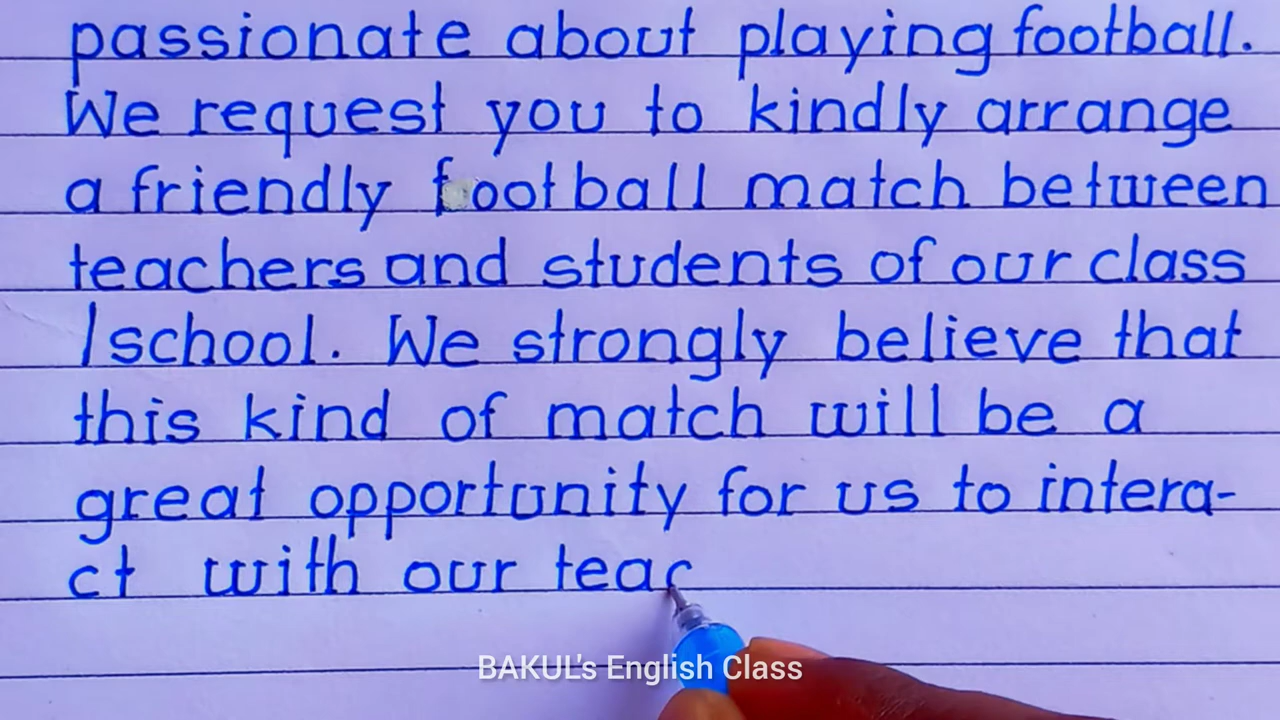 passionate about playing football.
We request you to kindly arrange
a friendly football match between
teachers and students of our class
/school. We strongly believe that
this kind of match will be a
great opportunity for us to intera-
ct with our teac
BAKUL's English Class